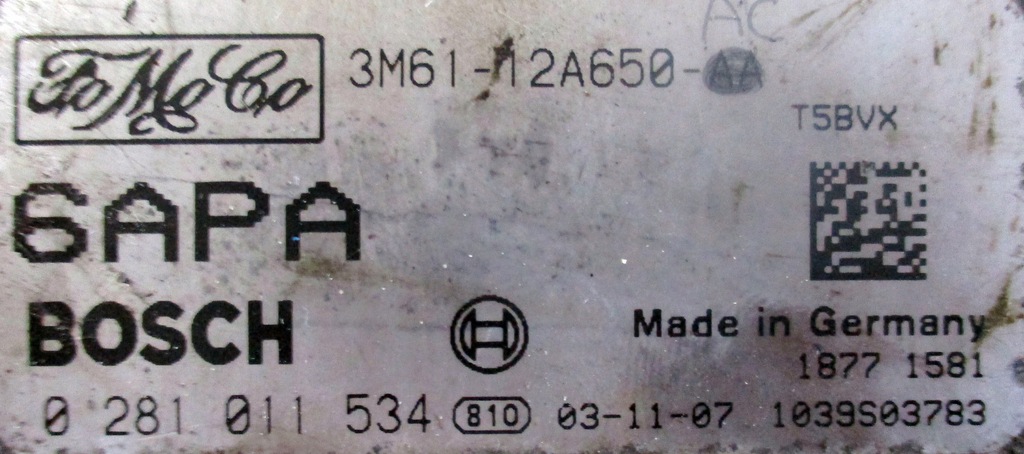 AC
FoMoCo 3M61-12A650-AA
T5BVX
6APA
BOSCH
Made in Germany
1877 1581
0 281 011 534 810 03-11-07 1039S03783